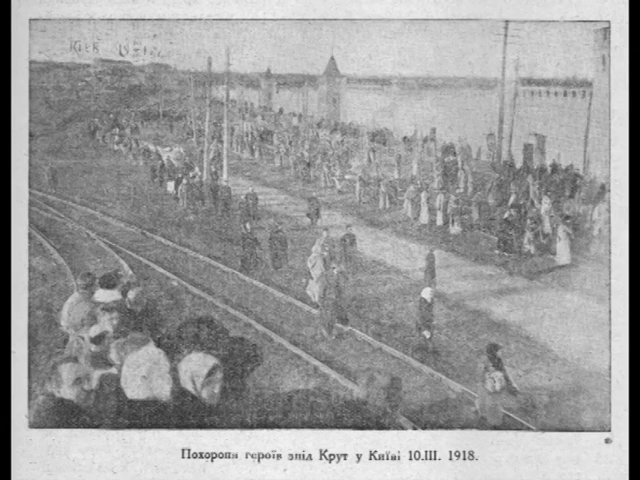 Похорони героїв зпід Крут у Київі 10.III. 1918.